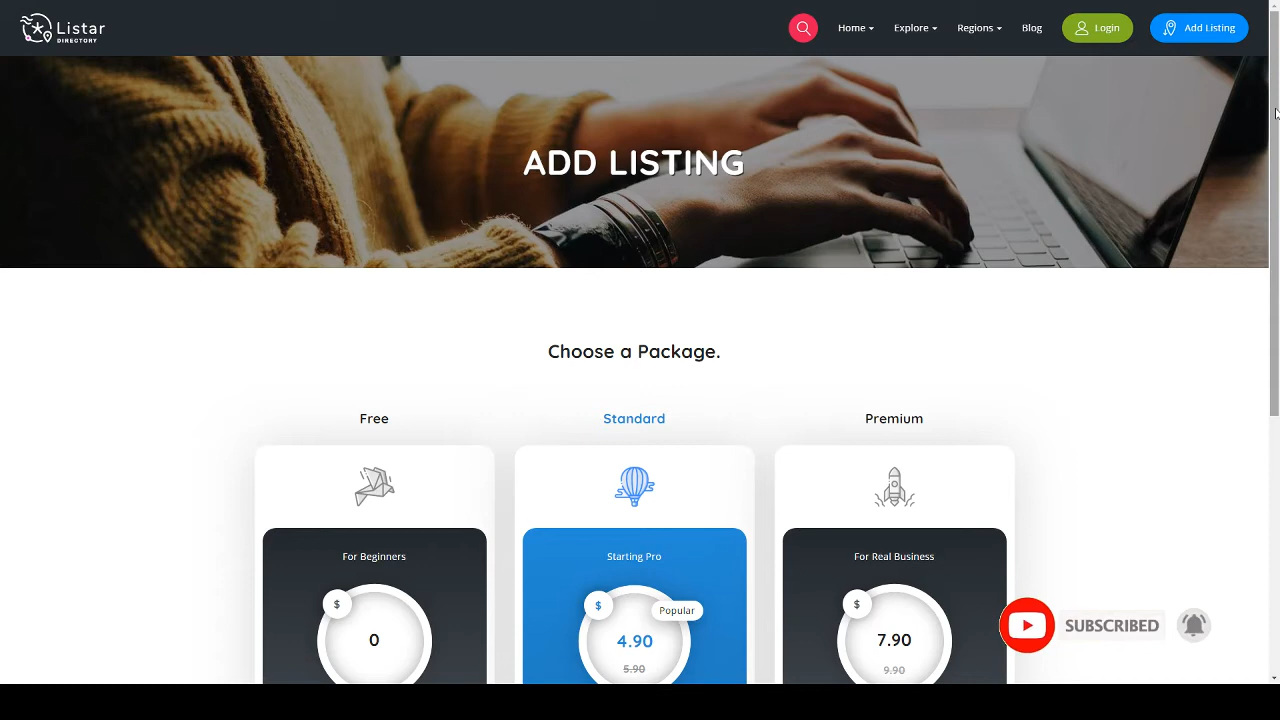 Listar
DIRECTORY
Home
Explore
Regions
Blog
Login
Add Listing
ADD LISTING
Choose a Package.
Free
Standard
Premium
For Beginners
Starting Pro
For Real Business
$
0
$
Popular
4.90
5.90
$
7.90
9.90
SUBSCRIBED